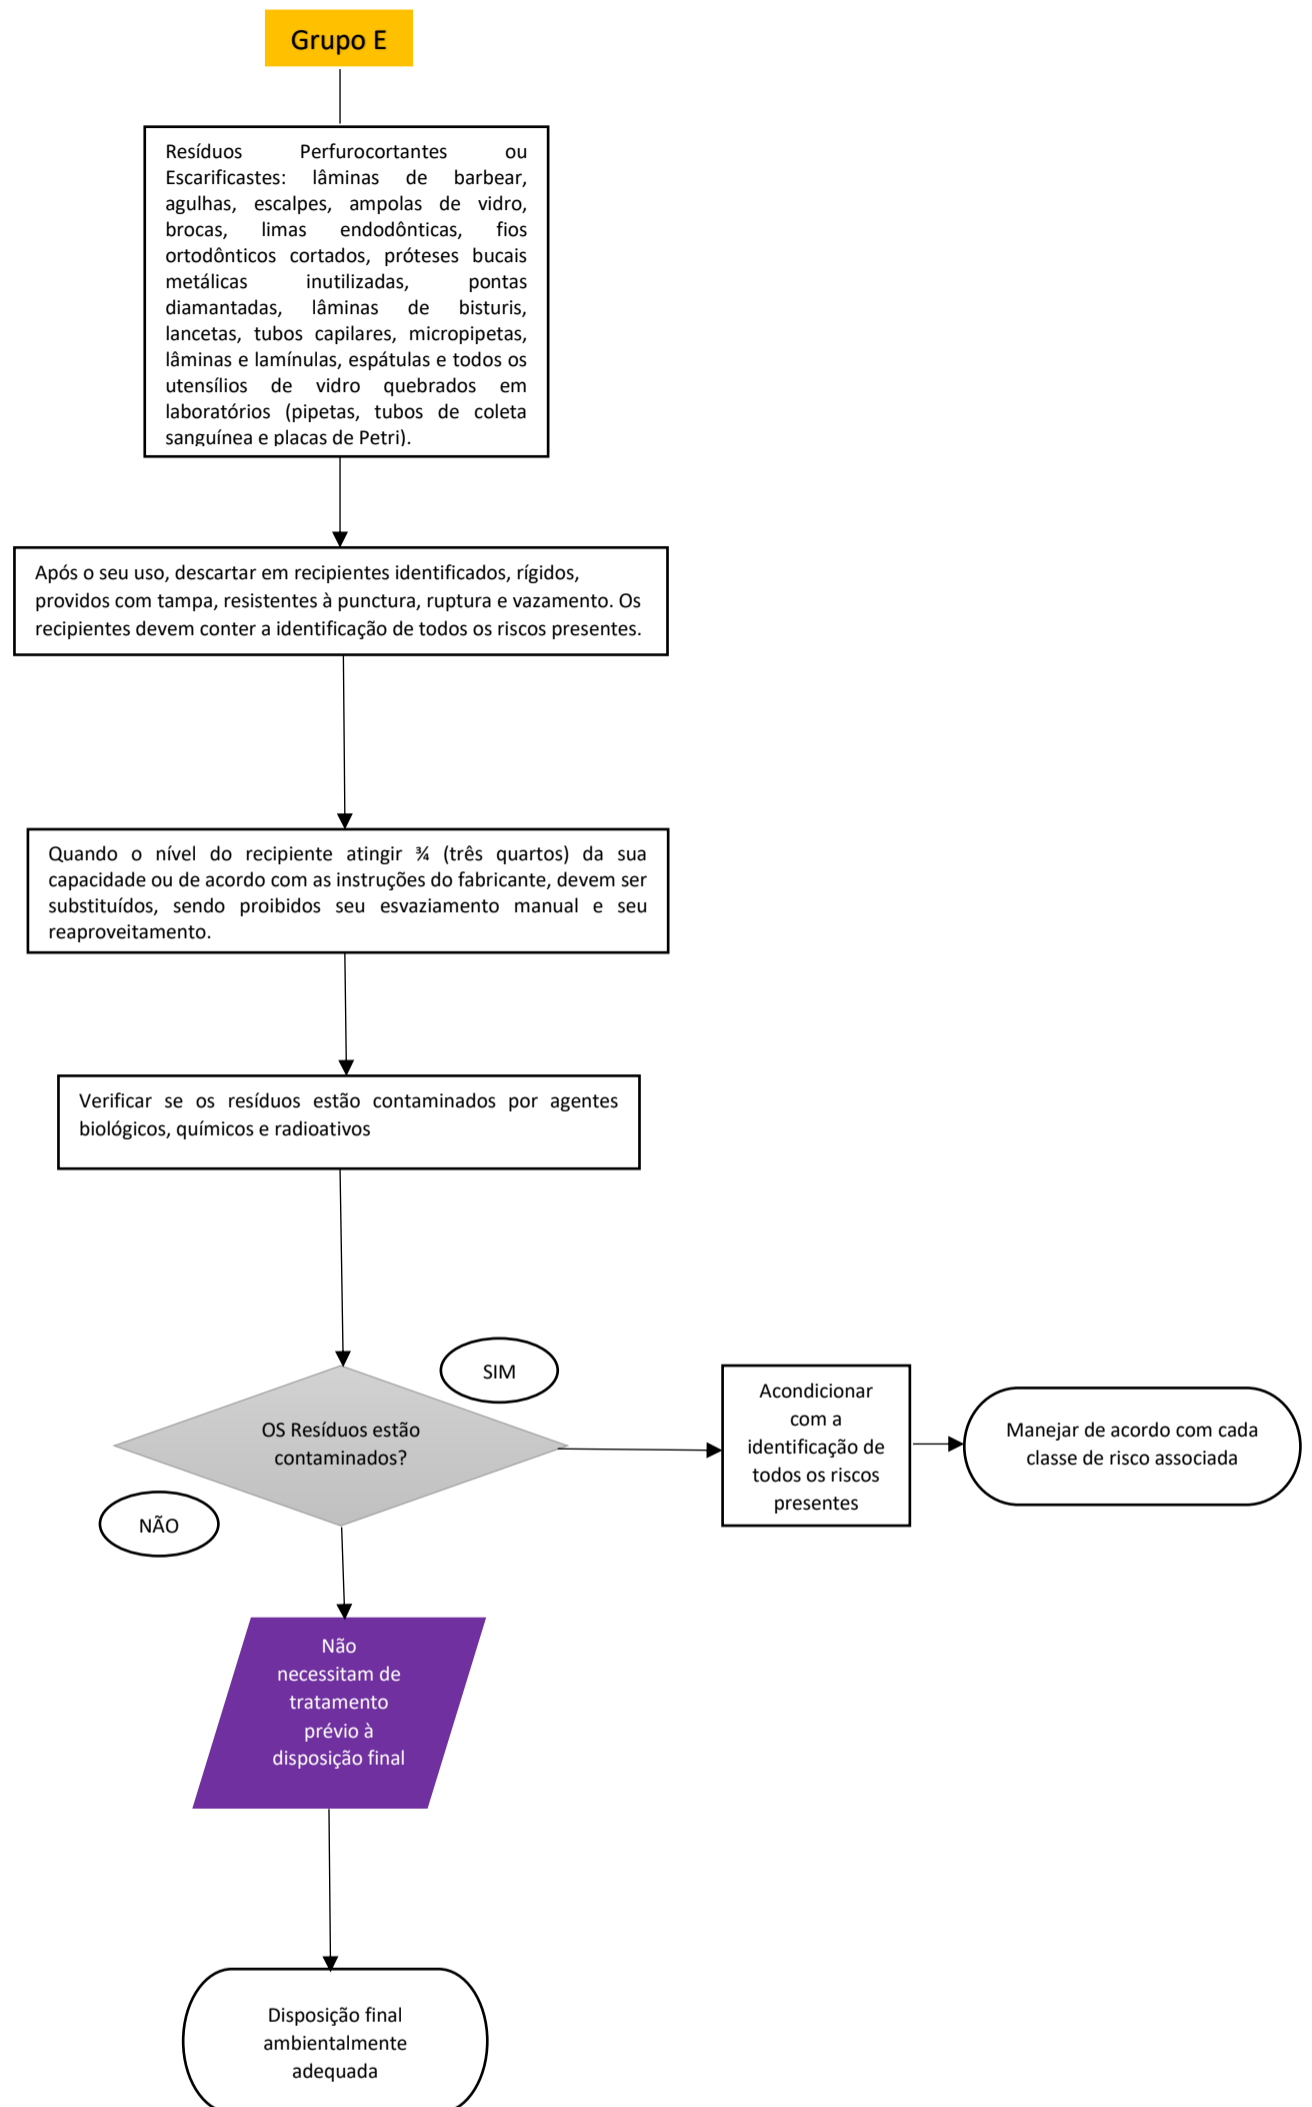 Grupo E
Resíduos Perfurocortantes ou
Escarificastes: lâminas de barbear,
agulhas, escalpes, ampolas de vidro,
brocas, limas endodônticas, fios
ortodônticos cortados, próteses bucais
metálicas inutilizadas, pontas
diamantadas, lâminas de bisturis,
lancetas, tubos capilares, micropipetas,
lâminas e lamínulas, espátulas e todos os
utensílios de vidro quebrados em
laboratórios (pipetas, tubos de coleta
sanguínea e placas de Petri).
Após o seu uso, descartar em recipientes identificados, rígidos,
providos com tampa, resistentes à punctura, ruptura e vazamento. Os
recipientes devem conter a identificação de todos os riscos presentes.
Quando o nível do recipiente atingir ¾ (três quartos) da sua
capacidade ou de acordo com as instruções do fabricante, devem ser
substituídos, sendo proibidos seu esvaziamento manual e seu
reaproveitamento.
Verificar se os resíduos estão contaminados por agentes
biológicos, químicos e radioativos
SIM
OS Resíduos estão
contaminados?
Acondicionar
com a
identificação de
todos os riscos
presentes
Manejar de acordo com cada
classe de risco associada
NÃO
Não
necessitam de
tratamento
prévio à
disposição final
Disposição final
ambientalmente
adequada